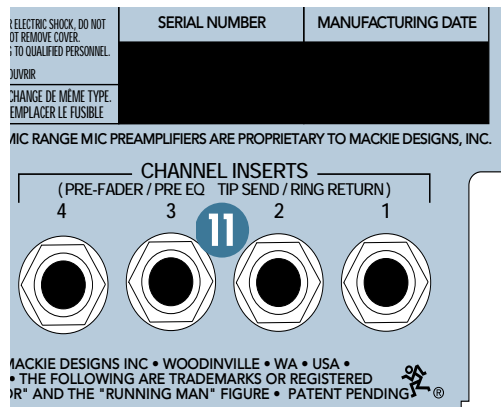 R ELECTRIC SHOCK, DO NOT
OT REMOVE COVER.
G TO QUALIFIED PERSONNEL.
OUVRIR
CHANGE DE MÊME TYPE.
EMPLACER LE FUSIBLE
SERIAL NUMBER
MANUFACTURING DATE
MIC RANGE MIC PREAMPLIFIERS ARE PROPRIETARY TO MACKIE DESIGNS, INC.
CHANNEL INSERTS
(PRE-FADER / PRE EQ TIP SEND / RING RETURN)
4 3 2 1
11
MACKIE DESIGNS INC • WOODINVILLE • WA • USA •
• THE FOLLOWING ARE TRADEMARKS OR REGISTERED
OR" AND THE "RUNNING MAN" FIGURE • PATENT PENDING
®